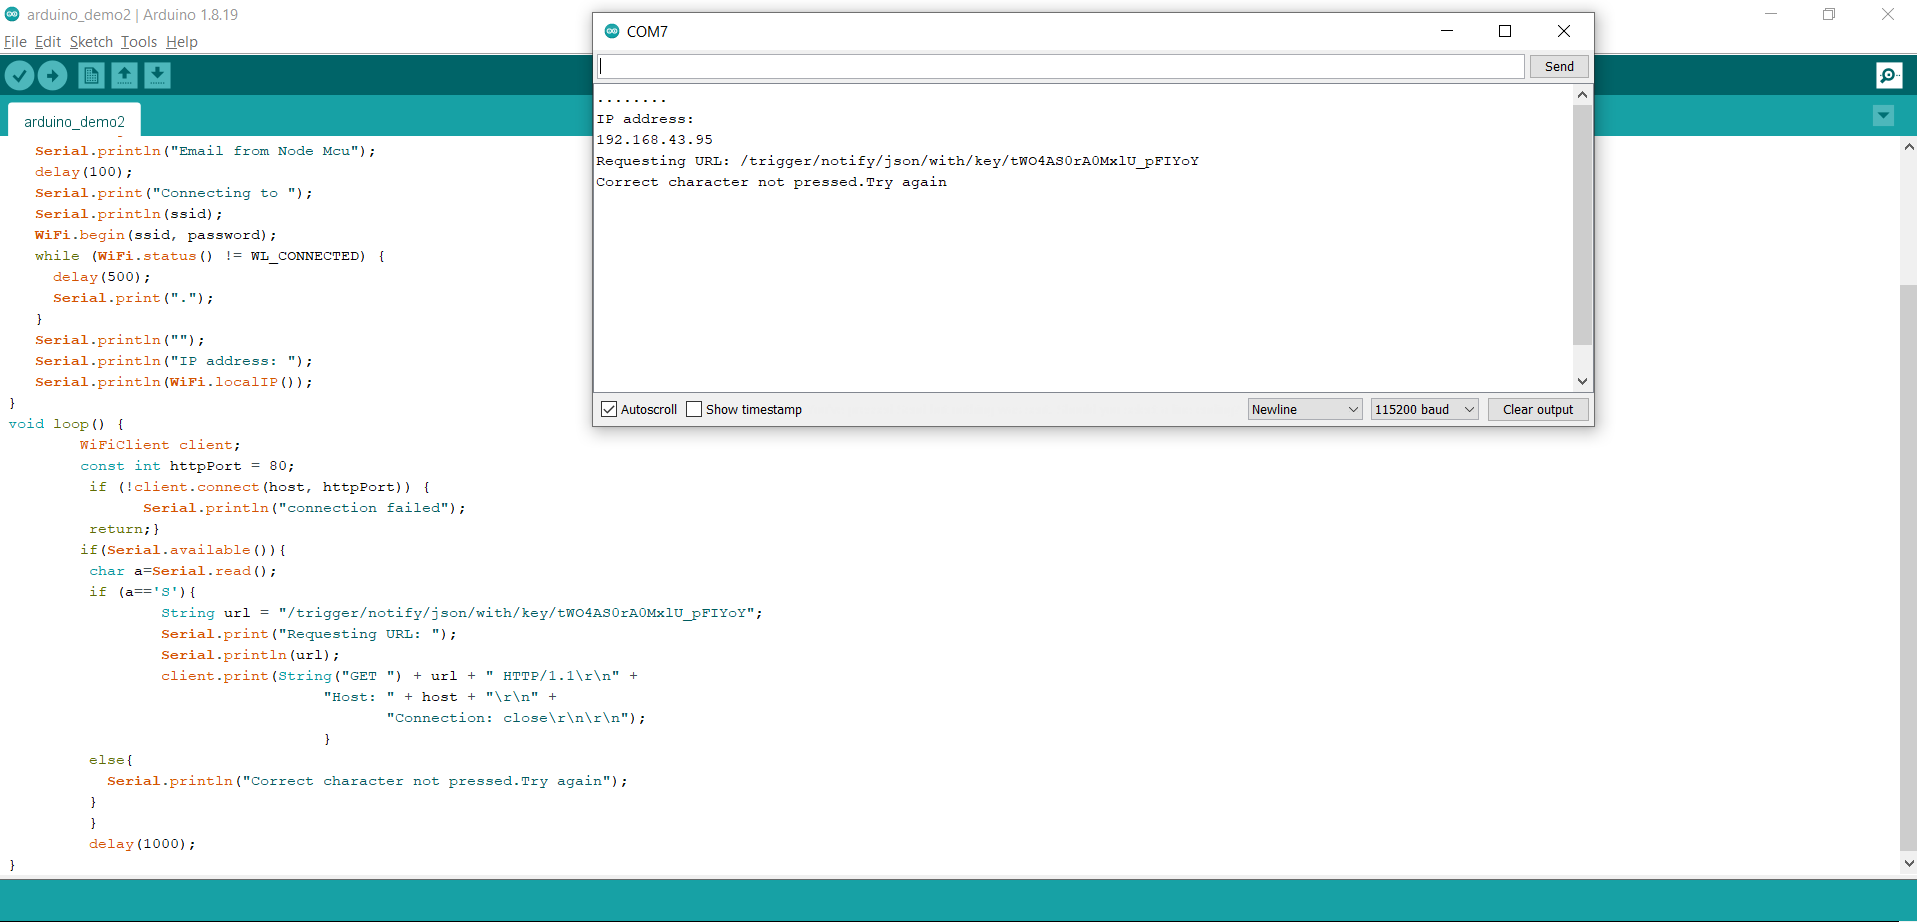 arduino_demo2 | Arduino 1.8.19
File Edit Sketch Tools Help
arduino_demo2
Serial.println("Email from Node Mcu");
delay(100);
Serial.print("Connecting to ");
Serial.println(ssid);
WiFi.begin(ssid, password);
while (WiFi.status() != WL_CONNECTED) {
delay(500);
Serial.print(".");
}
Serial.println("");
Serial.println("IP address: ");
Serial.println(WiFi.localIP());
}
void loop() {
WiFiClient client;
const int httpPort = 80;
if (!client.connect(host, httpPort)) {
Serial.println("connection failed");
return;}
if(Serial.available()){
char a=Serial.read();
if (a=='S'){
String url = "/trigger/notify/json/with/key/tWO4AS0rA0MxlU_pFIYoY";
Serial.print("Requesting URL: ");
Serial.println(url);
client.print(String("GET ") + url + " HTTP/1.1\r\n" +
"Host: " + host + "\r\n" +
"Connection: close\r\n\r\n");
}
else{
Serial.println("Correct character not pressed.Try again");
}
}
delay(1000);
}
COM7
Send
........
IP address:
192.168.43.95
Requesting URL: /trigger/notify/json/with/key/tWO4AS0rA0MxlU_pFIYoY
Correct character not pressed.Try again
Autoscroll Show timestamp Newline 115200 baud Clear output